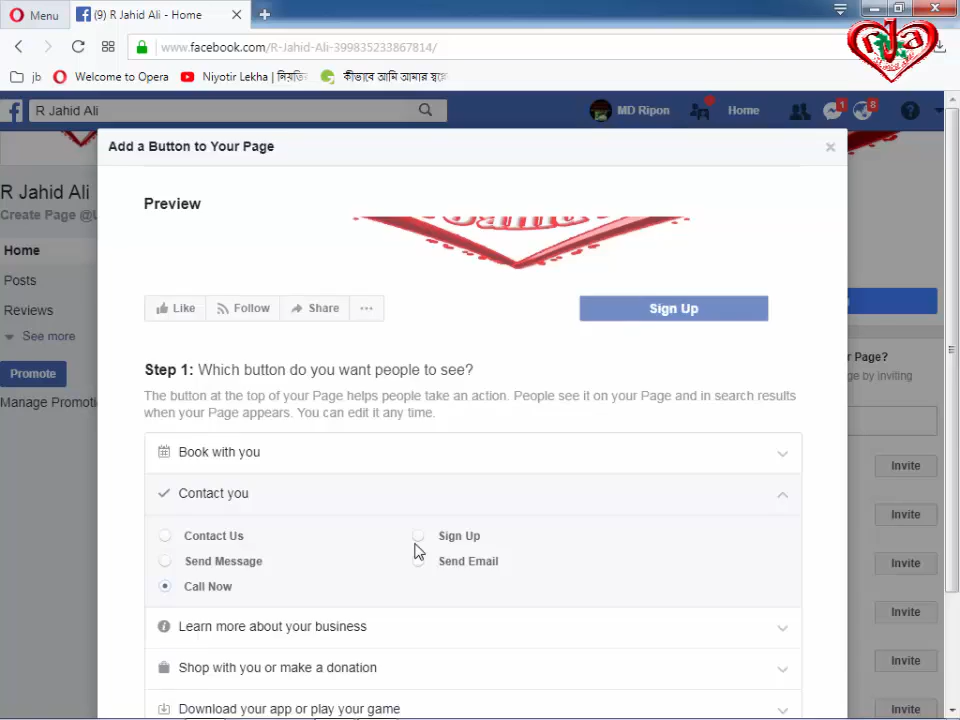 Menu
(9) R Jahid Ali - Home
www.facebook.com/R-Jahid-Ali-399835233867814/
rja
jb
Welcome to Opera
Niyotir Lekha | নিয়তি
কীভাবে আমি আমার স্বয়ে
R Jahid Ali
MD Ripon
Home
1
8
Add a Button to Your Page
Preview
R Jahid Ali
Create Page @U
Home
Posts
Reviews
See more
Promote
Manage Promoti
Like
Follow
Share
Sign Up
r Page?
ge by inviting
Step 1: Which button do you want people to see?
The button at the top of your Page helps people take an action. People see it on your Page and in search results
when your Page appears. You can edit it any time.
Book with you
Contact you
Contact Us
Sign Up
Send Message
Send Email
Call Now
Learn more about your business
Shop with you or make a donation
Download your app or play your game
Invite
Invite
Invite
Invite
Invite
Invite